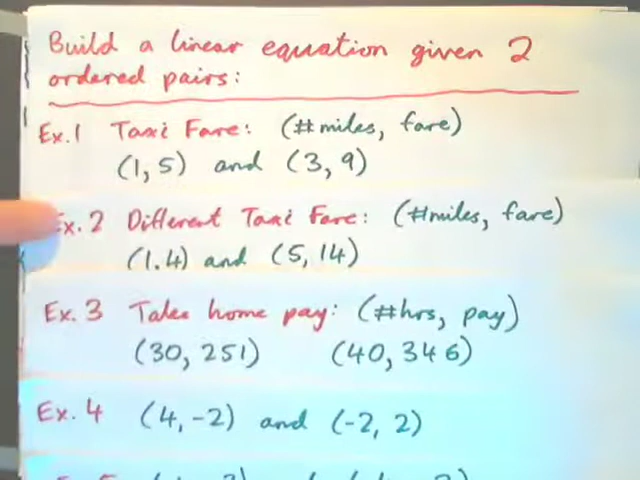 Build a linear equation given 2
ordered pairs:
Ex.1 Taxi Fare: (#miles, fare)
(1, 5) and (3, 9)
Ex.2 Different Taxi Fare: (#miles, fare)
(1.4) and (5, 14)
Ex. 3 Take home pay: (#hrs, pay)
(30, 251) (40, 346)
Ex. 4 (4, -2) and (-2, 2)